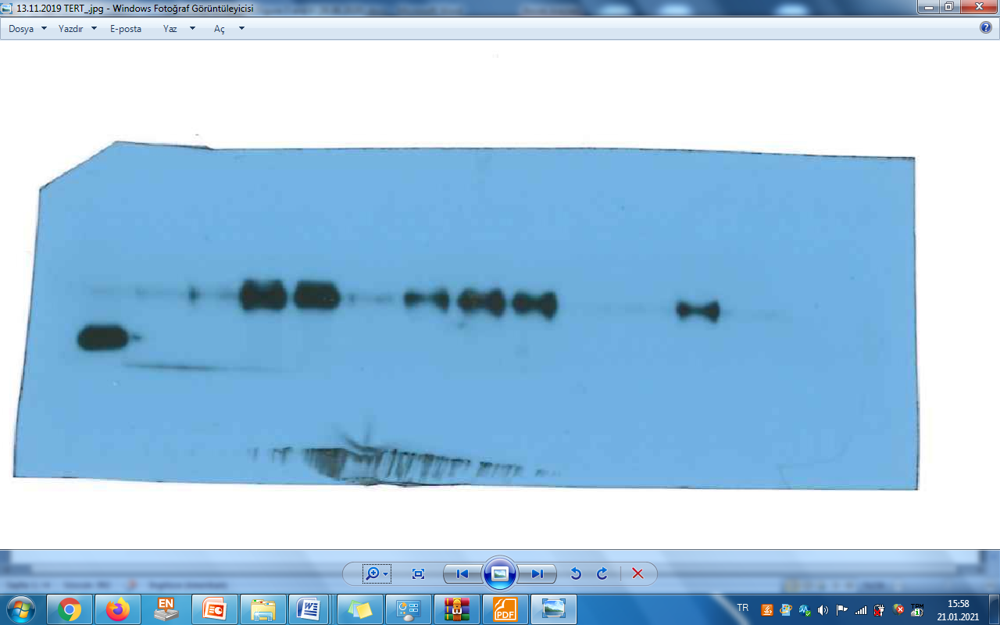 13.11.2019 TERT_.jpg - Windows Fotoğraf Görüntüleyicisi
Dosya Yazdır E-posta Yaz Aç
EN
PDF
TR
15:58
21.01.2021